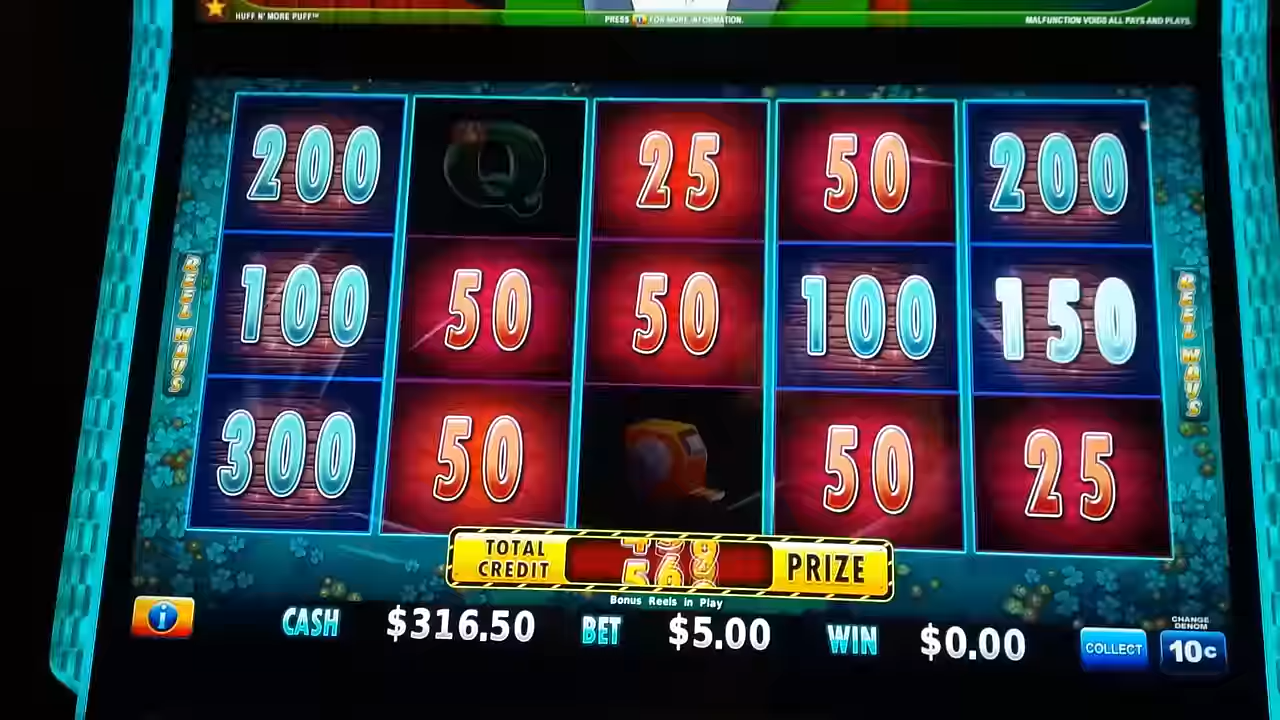 HUFF N' MORE PUFF™
PRESS i FOR MORE INFORMATION.
MALFUNCTION VOIDS ALL PAYS AND PLAYS.
200 Q 25 50 200
100 50 50 100 150
300 50 50 25
REEL WAYS
REEL WAYS
TOTAL CREDIT
PRIZE
Bonus Reels in Play
i
CASH $316.50 BET $5.00 WIN $0.00
COLLECT
CHANGE DENOM
10¢